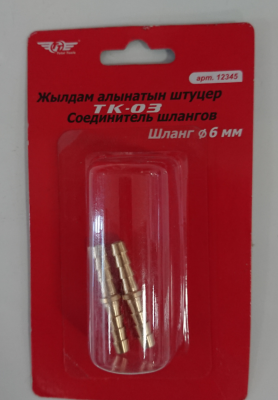 арт. 12345
Жылдам алынатын штуцер
ТК-03
Соединитель шлангов
Шланг ø 6 мм